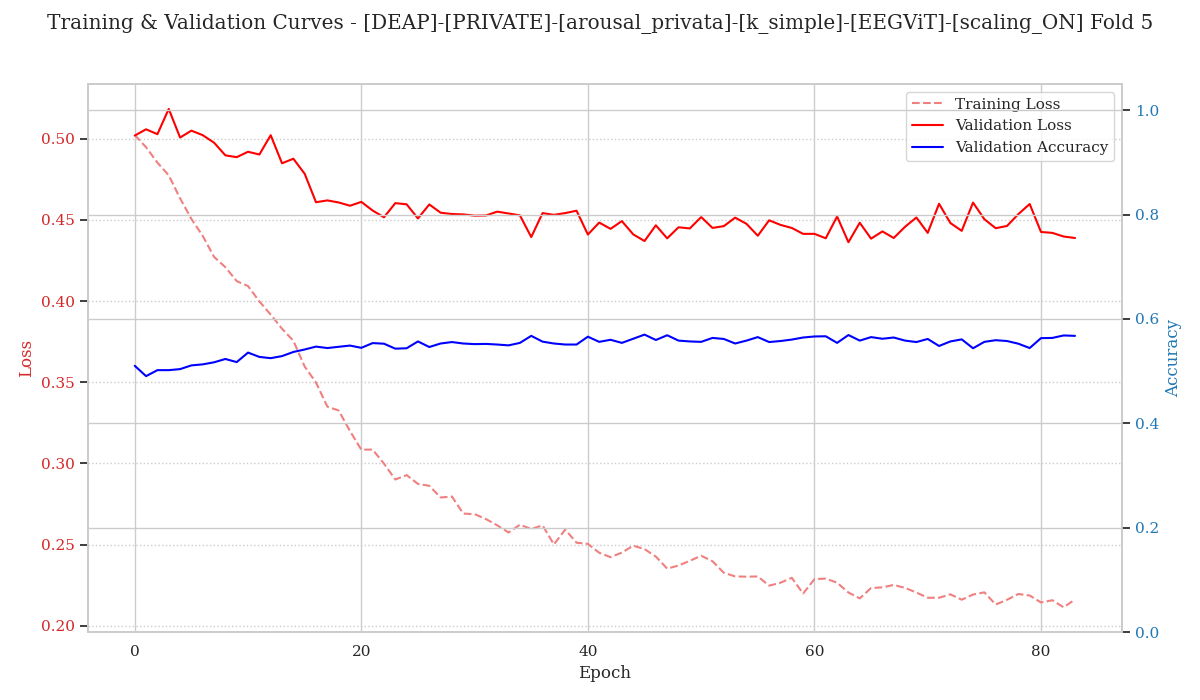 Training & Validation Curves - [DEAP]-[PRIVATE]-[arousal_privata]-[k_simple]-[EEGViT]-[scaling_ON] Fold 5
Training Loss
Validation Loss
Validation Accuracy
0.50
0.45
0.40
0.35
0.30
0.25
0.20
Loss
1.0
0.8
0.6
0.4
0.2
0.0
Accuracy
0
20
40
60
80
Epoch